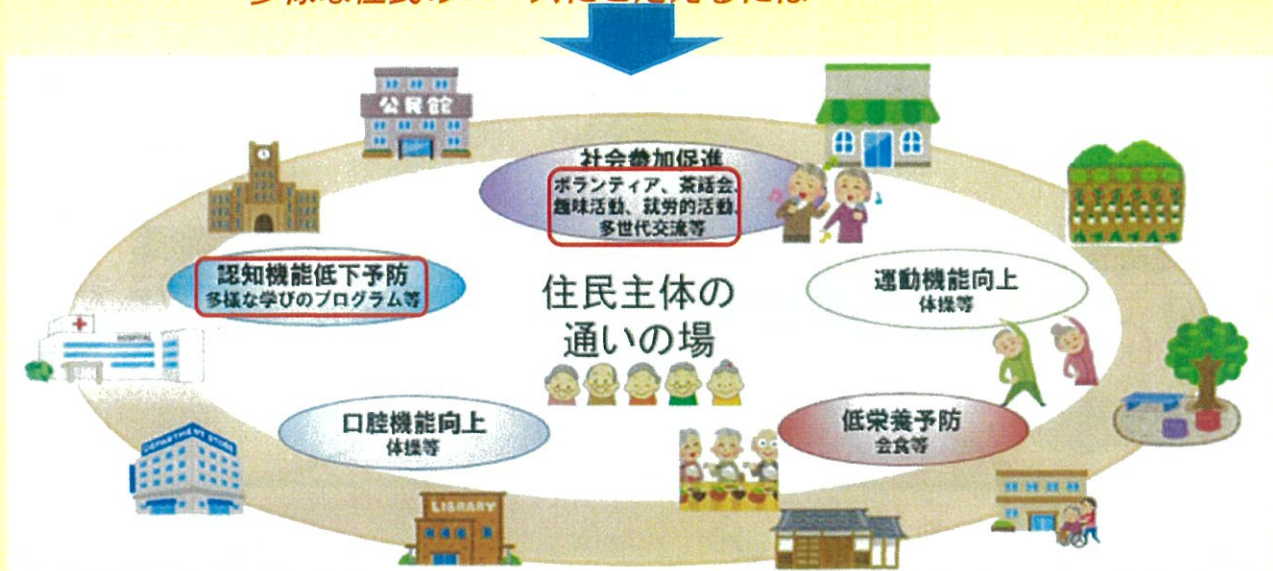 公民館
社会参加促進
ボランティア、茶話会、
趣味活動、就労的活動、
多世代交流等
認知機能低下予防
多様な学びのプログラム等
住民主体の
通いの場
運動機能向上
体操等
HOSPITAL
口腔機能向上
体操等
低栄養予防
会食等
DEPARTMENT STORE
LIBRARY